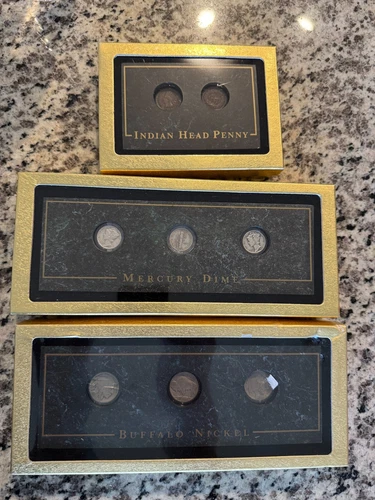 INDIAN HEAD PENNY
MERCURY DIME
BUFFALO NICKEL